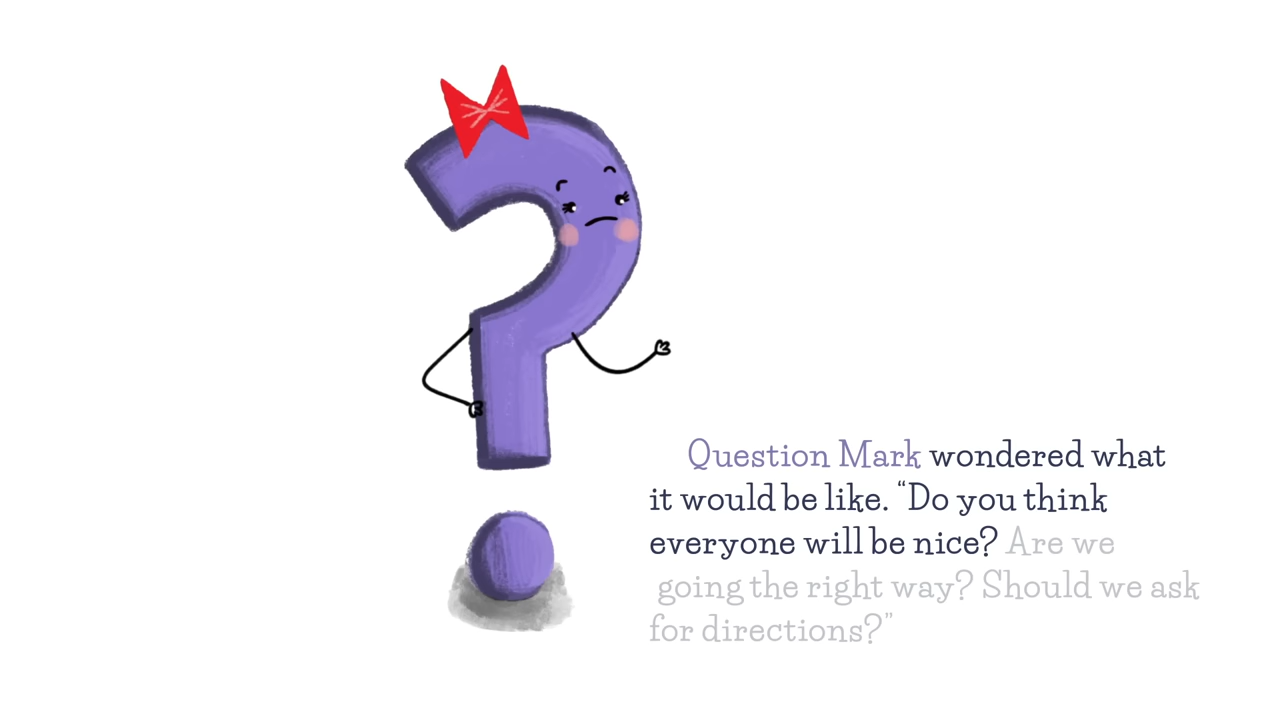 Question Mark wondered what
it would be like. “Do you think
everyone will be nice? Are we
going the right way? Should we ask
for directions?”